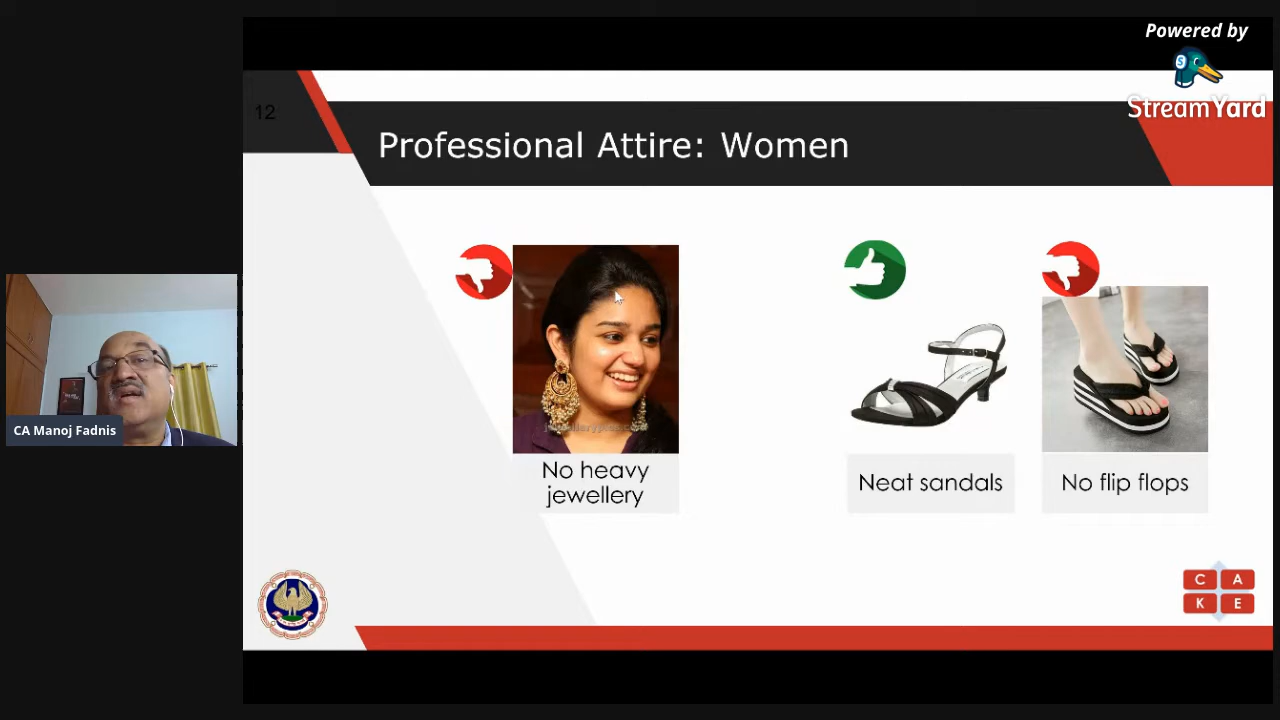 Powered by
StreamYard
12
Professional Attire: Women
No heavy
jewellery
Neat sandals
No flip flops
CA Manoj Fadnis
C A
K E